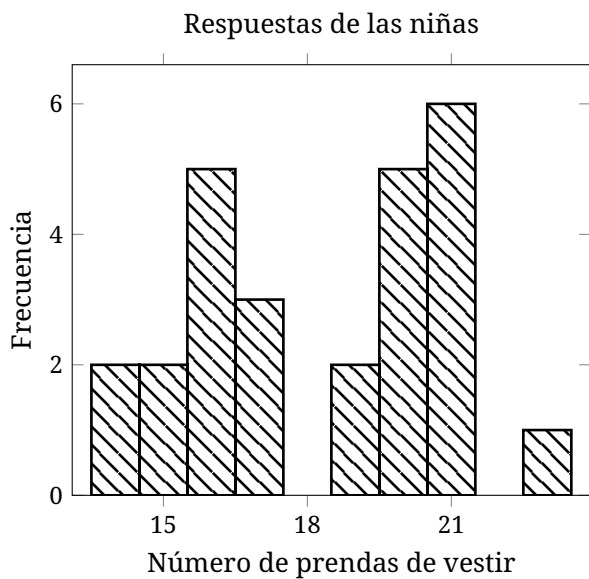 Respuestas de las niñas
6
4
2
0
Frecuencia
15 18 21
Número de prendas de vestir